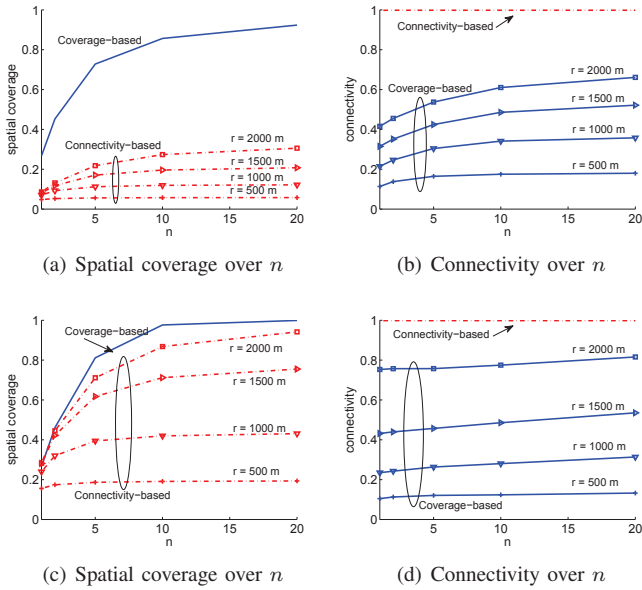 1
0.8
0.6
0.4
0.2
0
spatial coverage
Coverage−based
Connectivity−based
r = 2000 m
r = 1500 m
r = 1000 m
r = 500 m
5
10
15
20
n
(a) Spatial coverage over n
1
0.8
0.6
0.4
0.2
0
connectivity
Connectivity−based
Coverage−based
r = 2000 m
r = 1500 m
r = 1000 m
r = 500 m
5
10
15
20
n
(b) Connectivity over n
1
0.8
0.6
0.4
0.2
0
spatial coverage
Coverage−based
r = 2000 m
r = 1500 m
r = 1000 m
r = 500 m
Connectivity−based
5
10
15
20
n
(c) Spatial coverage over n
1
0.8
0.6
0.4
0.2
0
connectivity
Connectivity−based
r = 2000 m
r = 1500 m
r = 1000 m
r = 500 m
Coverage−based
5
10
15
20
n
(d) Connectivity over n